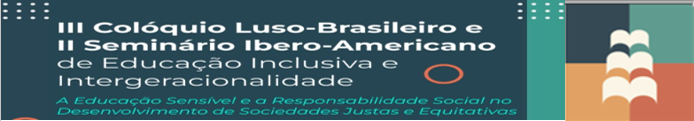 III Colóquio Luso-Brasileiro e
II Seminário Ibero-Americano
de Educação Inclusiva e
Intergeracionalidade
A Educação Sensível e a Responsabilidade Social no
Desenvolvimento de Sociedades Justas e Equitativas